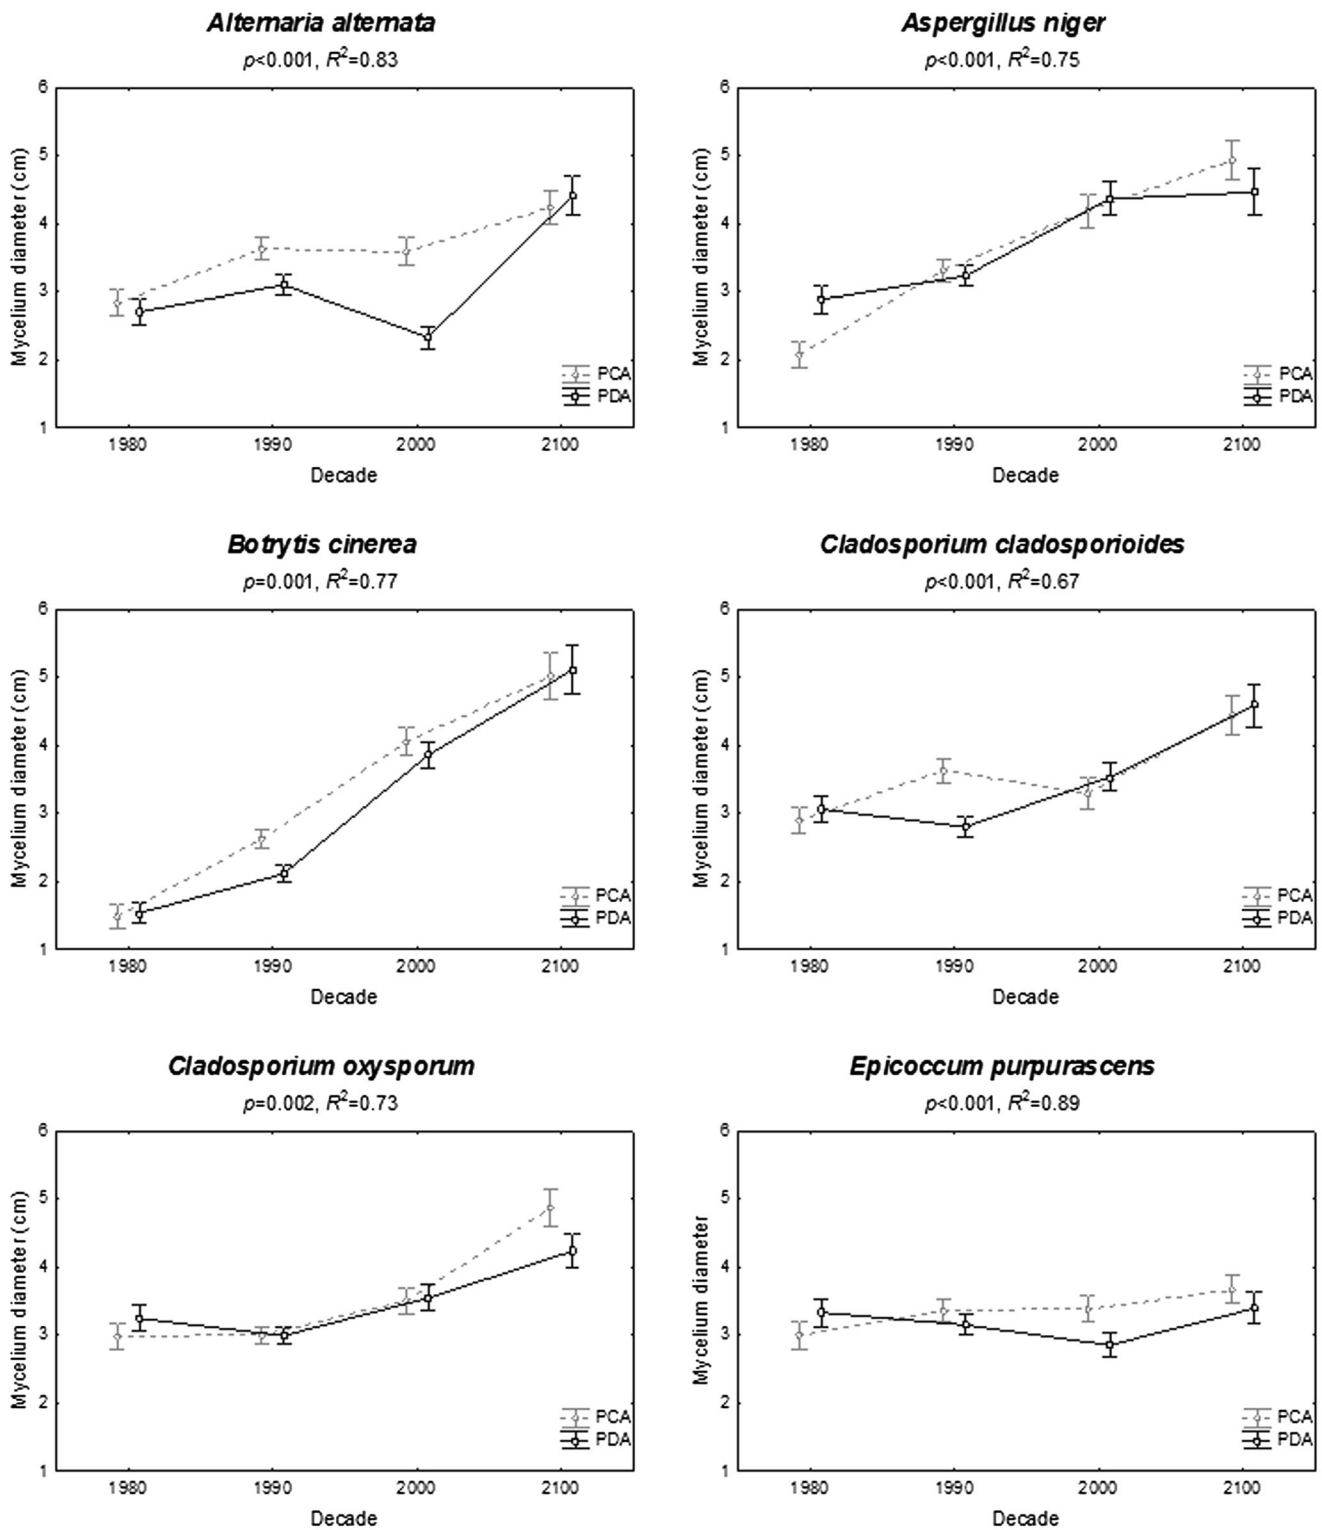 Alternaria alternata
p<0.001, R²=0.83
Mycelium diameter (cm)
6
5
4
3
2
1
PCA
PDA
1980 1990 2000 2100
Decade
Aspergillus niger
p<0.001, R²=0.75
Mycelium diameter (cm)
6
5
4
3
2
1
PCA
PDA
1980 1990 2000 2100
Decade
Botrytis cinerea
p=0.001, R²=0.77
Mycelium diameter (cm)
6
5
4
3
2
1
PCA
PDA
1980 1990 2000 2100
Decade
Cladosporium cladosporioides
p<0.001, R²=0.67
Mycelium diameter (cm)
6
5
4
3
2
1
PCA
PDA
1980 1990 2000 2100
Decade
Cladosporium oxysporum
p=0.002, R²=0.73
Mycelium diameter (cm)
6
5
4
3
2
1
PCA
PDA
1980 1990 2000 2100
Decade
Epicoccum purpurascens
p<0.001, R²=0.89
Mycelium diameter
6
5
4
3
2
1
PCA
PDA
1980 1990 2000 2100
Decade